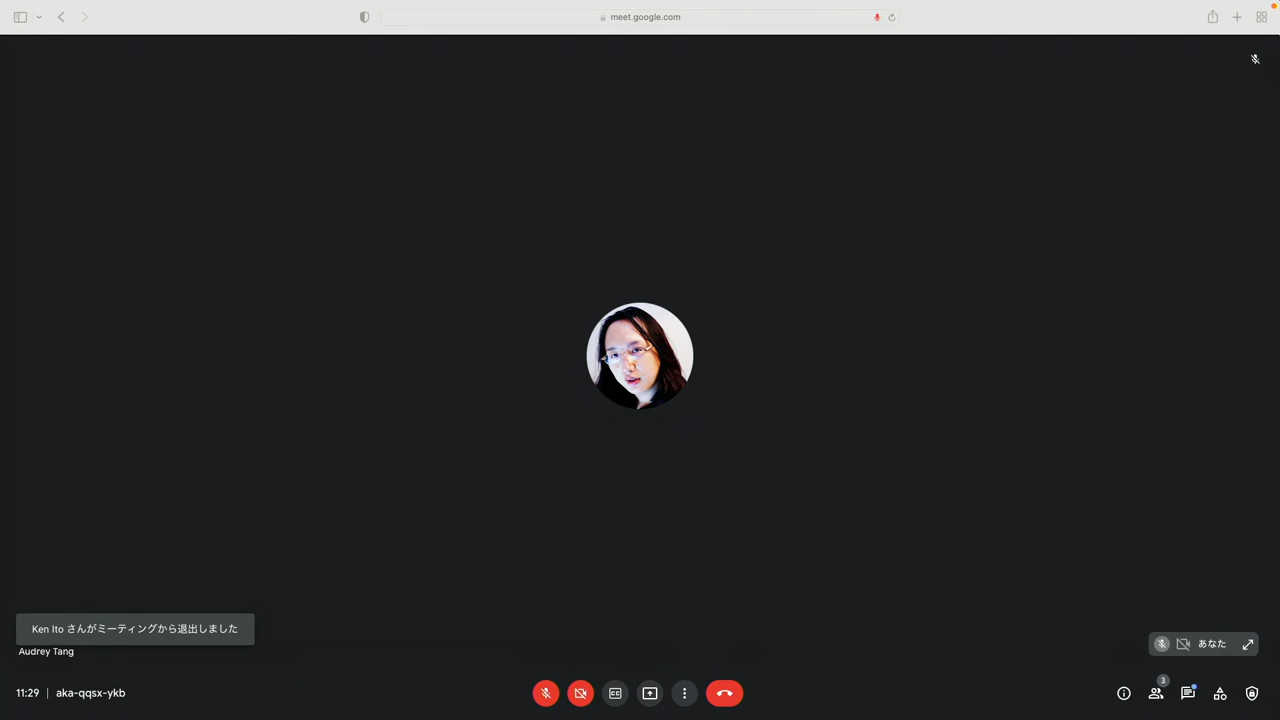 meet.google.com
Ken Ito さんがミーティングから退出しました
Audrey Tang
あなた
11:29 | aka-qqsx-ykb
CC
3